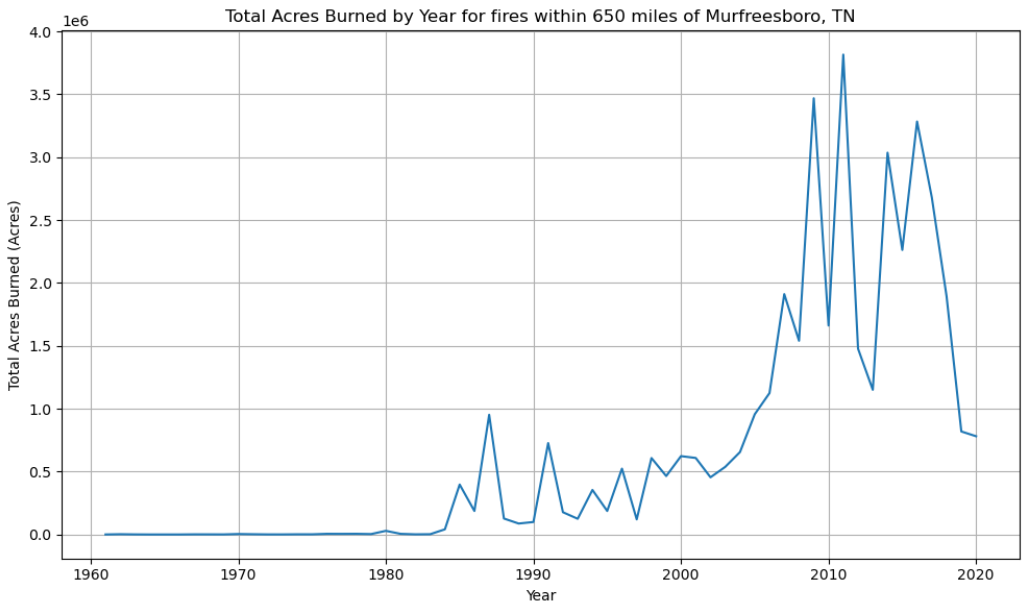 Total Acres Burned by Year for fires within 650 miles of Murfreesboro, TN
1e6
4.0
3.5
3.0
2.5
2.0
1.5
1.0
0.5
0.0
Total Acres Burned (Acres)
1960 1970 1980 1990 2000 2010 2020
Year